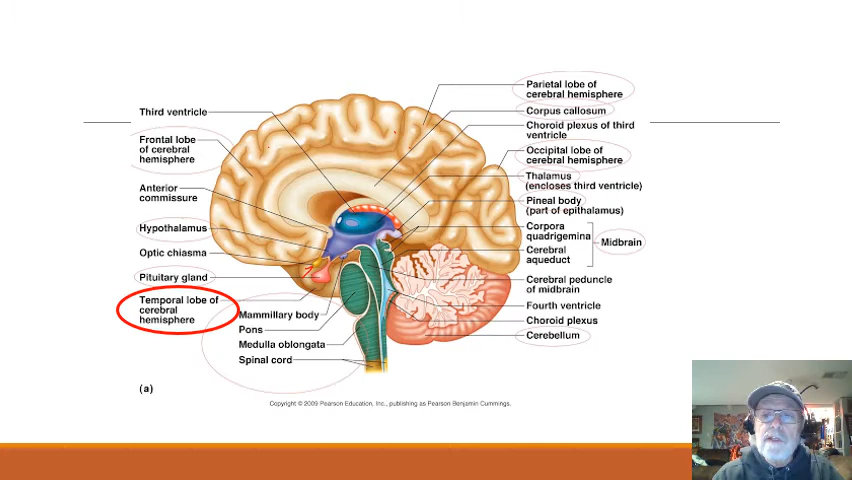 Third ventricle
Frontal lobe
of cerebral
hemisphere
Anterior
commissure
Hypothalamus
Optic chiasma
Pituitary gland
Temporal lobe of
cerebral
hemisphere
Mammillary body
Pons
Medulla oblongata
Spinal cord
Parietal lobe of
cerebral hemisphere
Corpus callosum
Choroid plexus of third
ventricle
Occipital lobe of
cerebral hemisphere
Thalamus
(encloses third ventricle)
Pineal body
(part of epithalamus)
Corpora
quadrigemina
Cerebral
aqueduct
Midbrain
Cerebral peduncle
of midbrain
Fourth ventricle
Choroid plexus
Cerebellum
(a)
Copyright © 2009 Pearson Education, Inc., publishing as Pearson Benjamin Cummings.